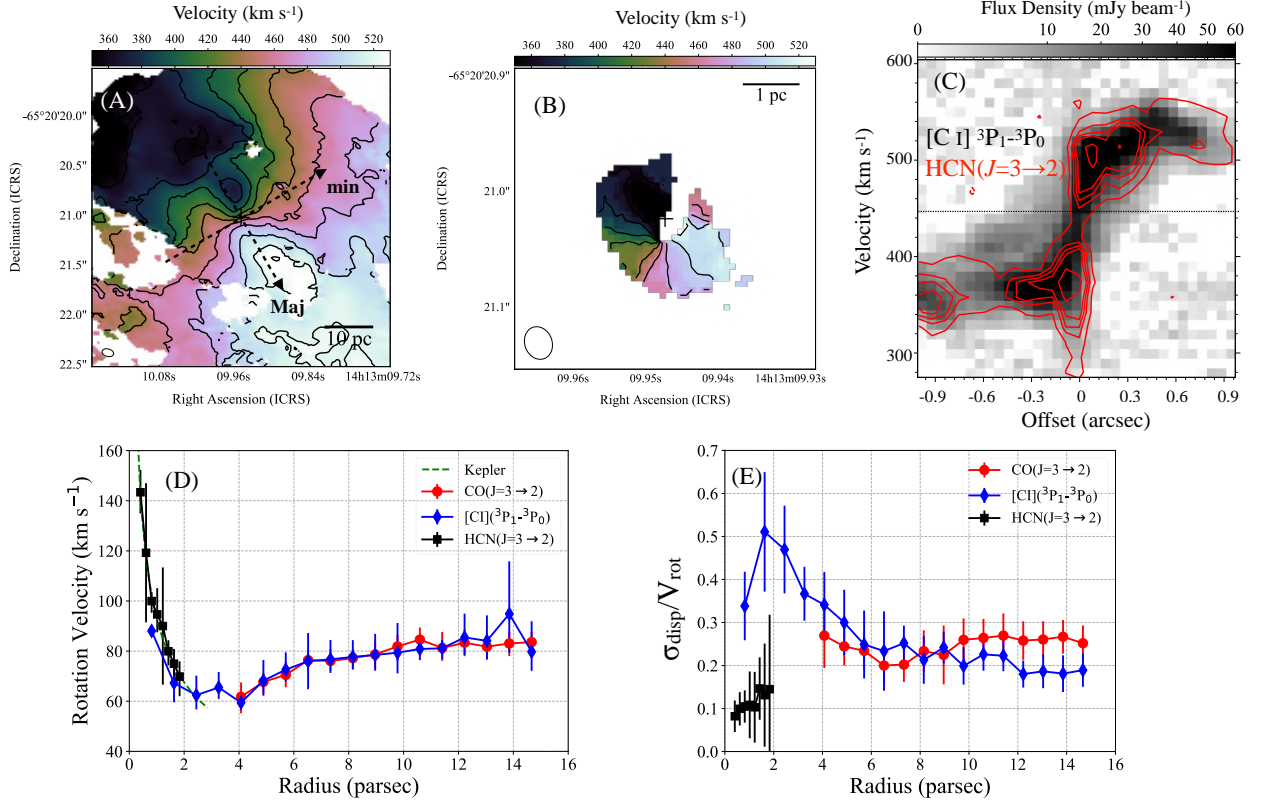 Velocity (km s⁻¹)
360 380 400 420 440 460 480 500 520
(A)
-65°20'20.0"
20.5"
21.0"
21.5"
22.0"
22.5"
Declination (ICRS)
min
Maj
10 pc
10.08s 09.96s 09.84s 14h13m09.72s
Right Ascension (ICRS)
Velocity (km s⁻¹)
360 380 400 420 440 460 480 500 520
-65°20'20.9"
(B)
1 pc
21.0"
21.1"
Declination (ICRS)
09.96s 09.95s 09.94s 14h13m09.93s
Right Ascension (ICRS)
Flux Density (mJy beam⁻¹)
0 15 30 45 60
(C)
[C I] ³P₁-³P₀
HCN(J=3→2)
600
500
400
300
Velocity (km s⁻¹)
-0.9 -0.6 -0.3 0 0.3 0.6 0.9
Offset (arcsec)
(D)
Kepler
CO(J=3→2)
[CI](³P₁-³P₀)
HCN(J=3→2)
160
140
120
100
80
60
40
Rotation Velocity (km s⁻¹)
0 2 4 6 8 10 12 14 16
Radius (parsec)
(E)
CO(J=3→2)
[CI](³P₁-³P₀)
HCN(J=3→2)
0.7
0.6
0.5
0.4
0.3
0.2
0.1
0.0
σdisp/Vrot
0 2 4 6 8 10 12 14 16
Radius (parsec)